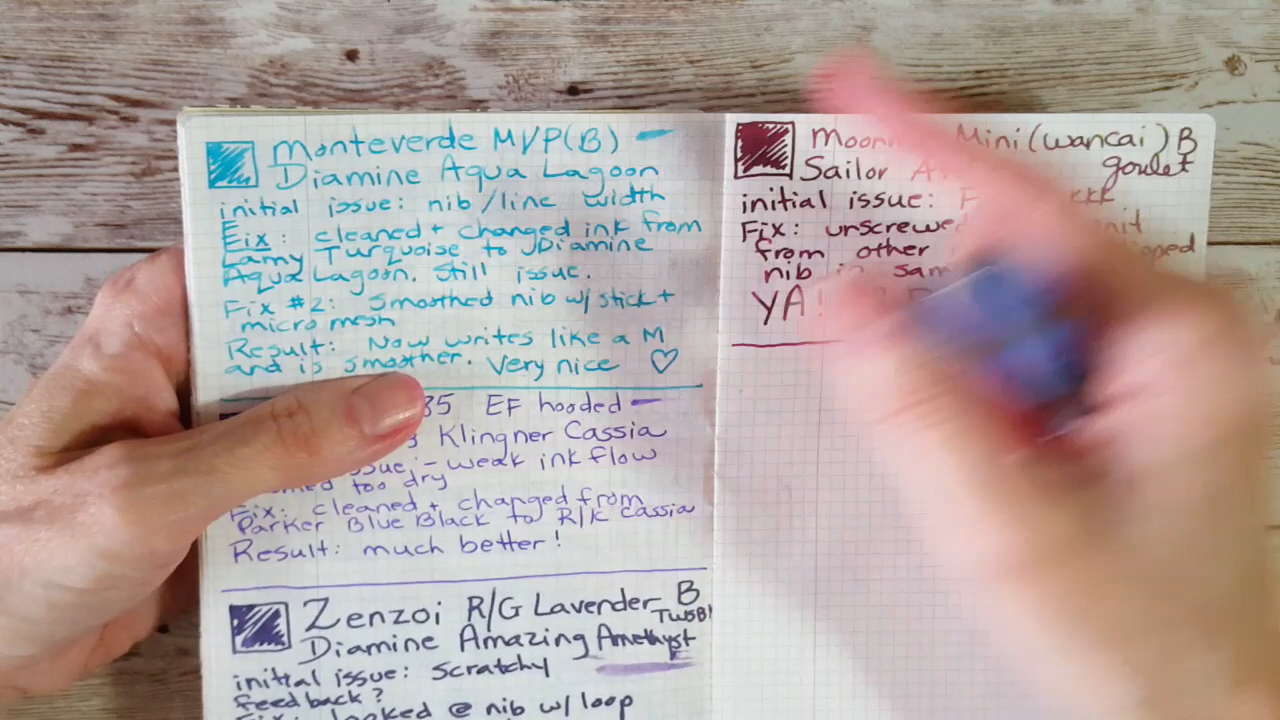 Monteverde MVP(B) –
Diamine Aqua Lagoon
initial issue: nib/line width
Fix: cleaned + changed ink from
Lamy Turquoise to Diamine
Aqua Lagoon. Still issue.
Fix #2: Smoothed nib w/ stick +
micro mesh
Result: Now writes like a M
and is smoother. Very nice ♡
EF hooded –
Klingner Cassia
issue – weak ink flow
too dry
Fix: cleaned + changed from
Parker Blue Black to R/K Cassia
Result: much better!
Zenzoi R/G Lavender B
TWSBI
Diamine Amazing Amethyst
initial issue: scratchy
feedback?
looked @ nib w/ loop
Mini (wancai) B
Sailor
goulet
initial issue:
Fix:
from other
nib in